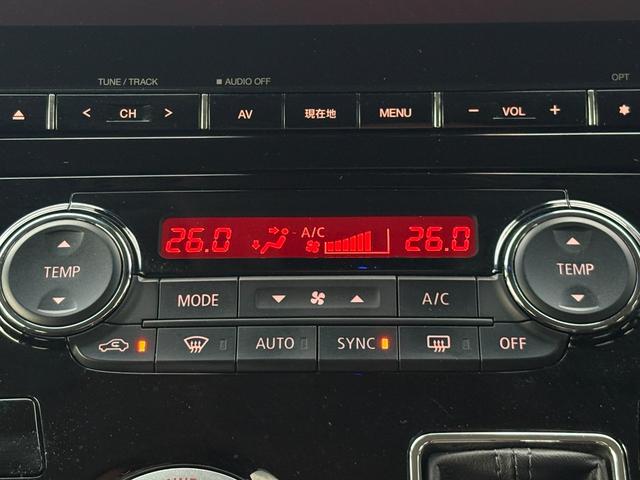 TUNE / TRACK AUDIO OFF OPT
CH AV 現在地 MENU − VOL +
26.0 A/C 26.0
TEMP MODE A/C TEMP
AUTO SYNC OFF